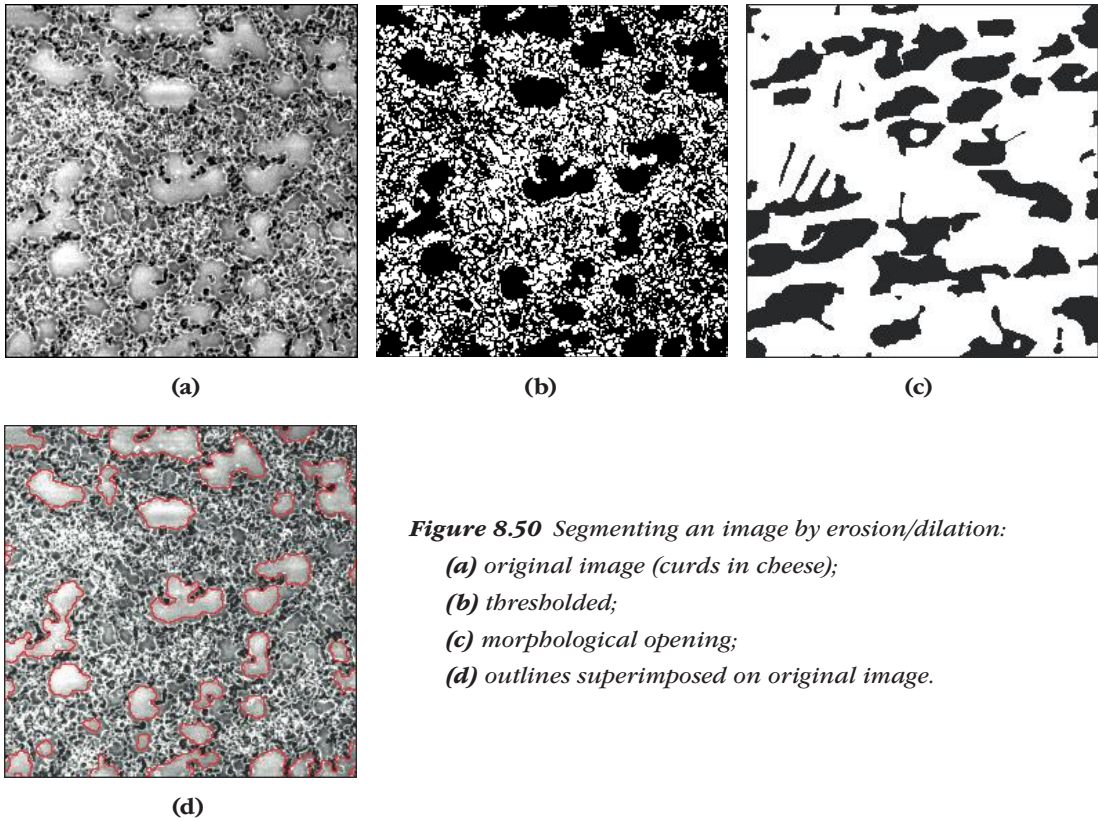 (a)
(b)
(c)
Figure 8.50 Segmenting an image by erosion/dilation:
(a) original image (curds in cheese);
(b) thresholded;
(c) morphological opening;
(d) outlines superimposed on original image.
(d)